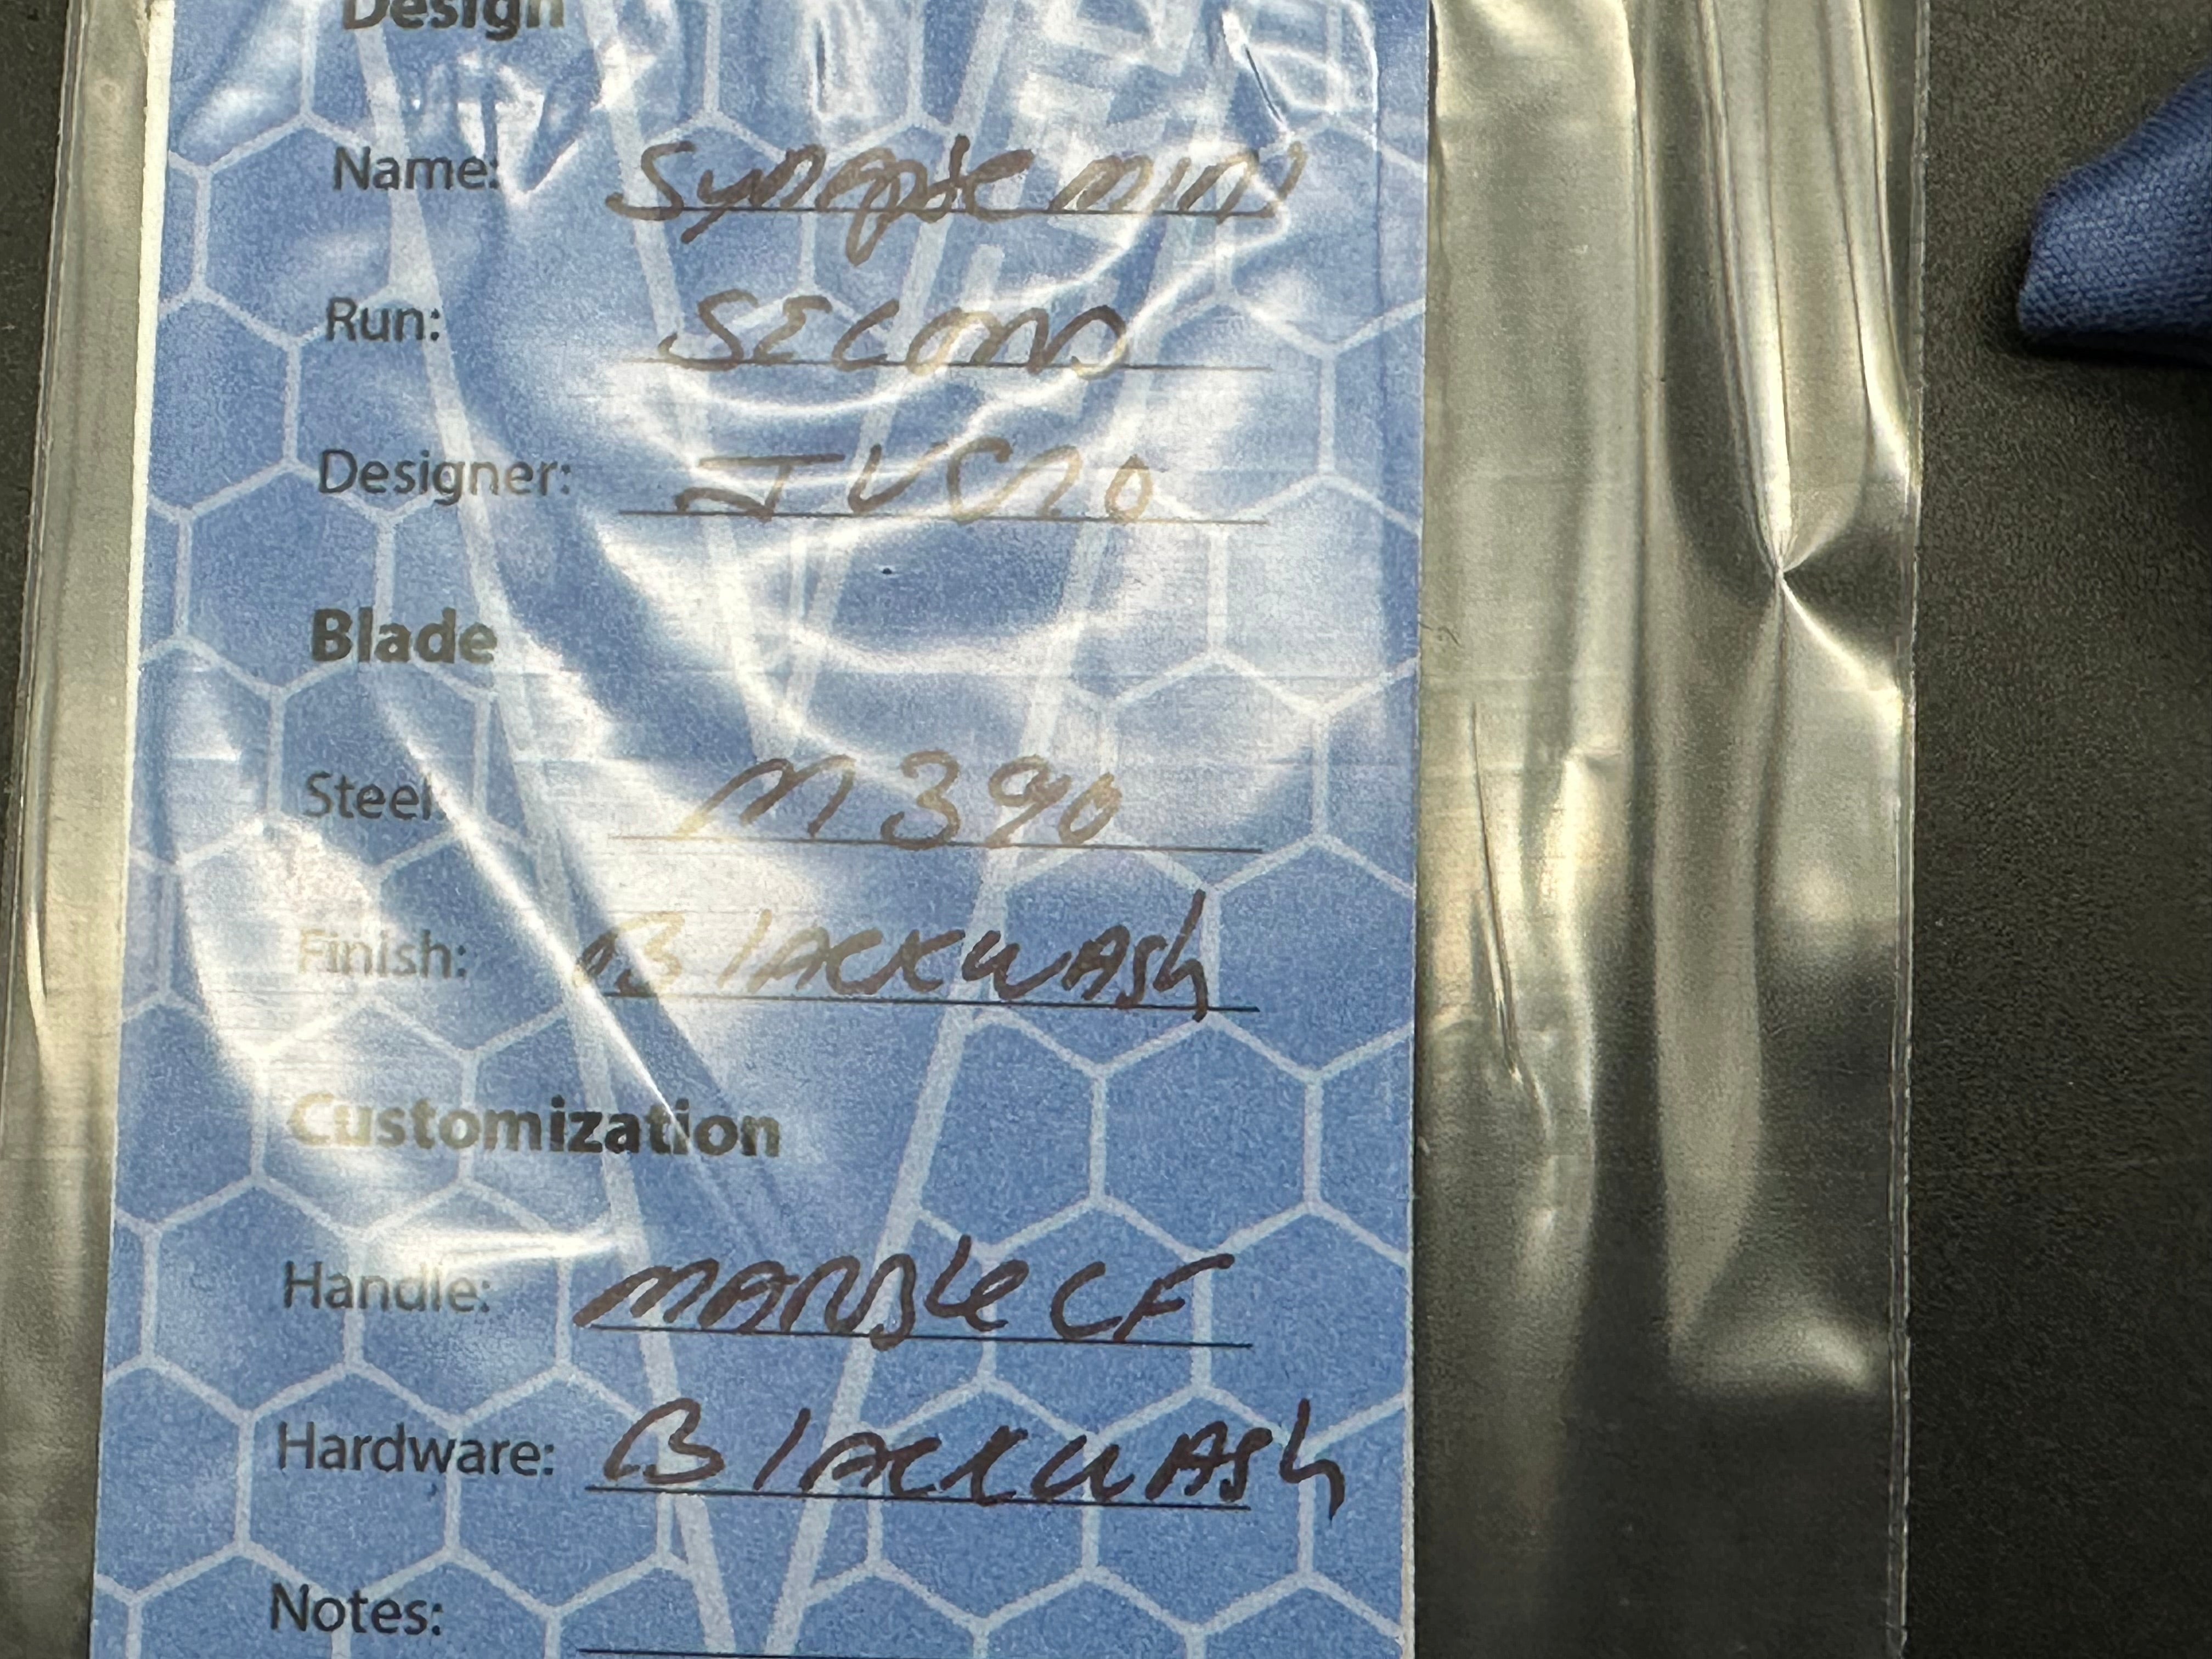 Design
Name: Synapse mini
Run: SECOND
Designer: JVO
Blade
Steel: M390
Finish: BlACKWASh
Customization
Handle: MARble CF
Hardware: BlACKWASh
Notes: